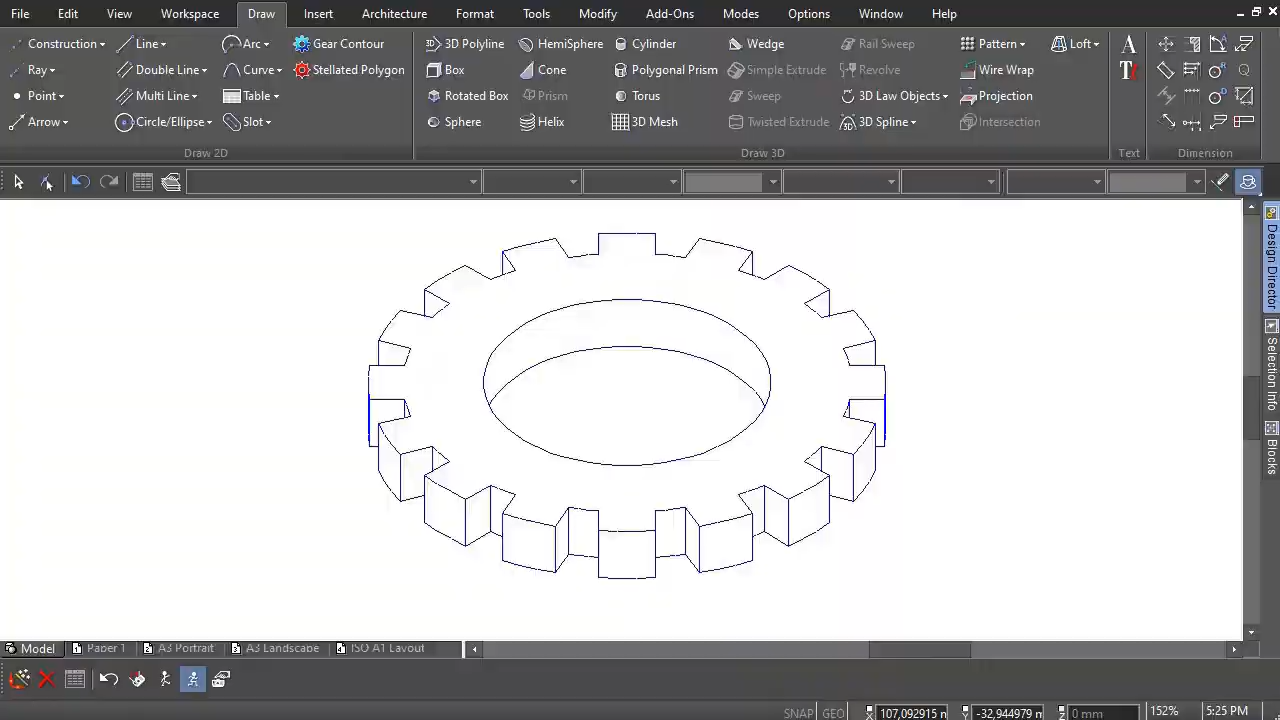 File Edit View Workspace Draw Insert Architecture Format Tools Modify Add-Ons Modes Options Window Help
Construction Line Arc Gear Contour 3D Polyline HemiSphere Cylinder Wedge Rail Sweep Pattern Loft
Ray Double Line Curve Stellated Polygon Box Cone Polygonal Prism Simple Extrude Revolve Wire Wrap
Point Multi Line Table Rotated Box Prism Torus Sweep 3D Law Objects Projection
Arrow Circle/Ellipse Slot Sphere Helix 3D Mesh Twisted Extrude 3D Spline Intersection
Draw 2D Draw 3D Text Dimension
Design Director
Selection Info
Blocks
Model Paper 1 A3 Portrait A3 Landscape ISO A1 Layout
SNAP GEO X 107,092915 Y -32,944979 Z 0 mm 152% 5:25 PM